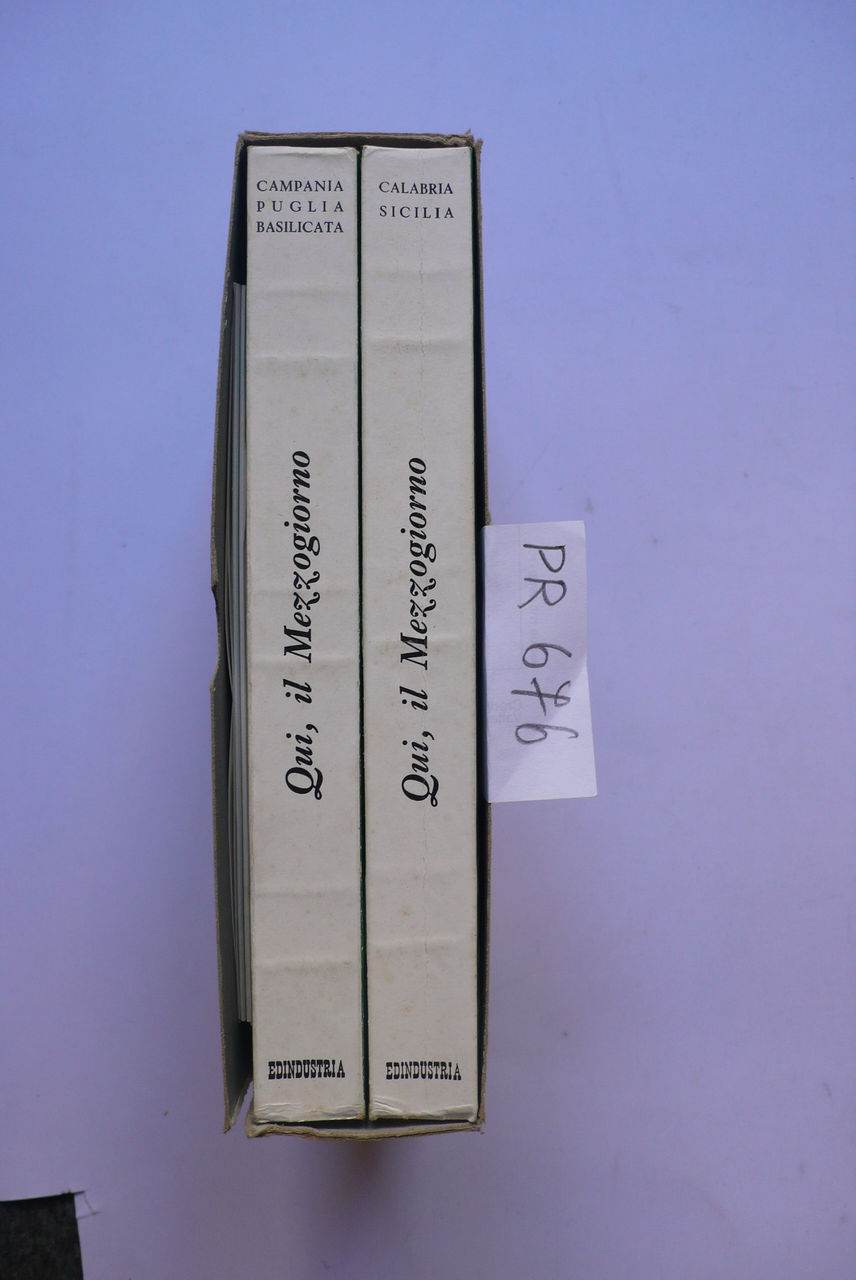 CAMPANIA
PUGLIA
BASILICATA
Qui, il Mezzogiorno
EDINDUSTRIA
CALABRIA
SICILIA
Qui, il Mezzogiorno
EDINDUSTRIA
PR 676